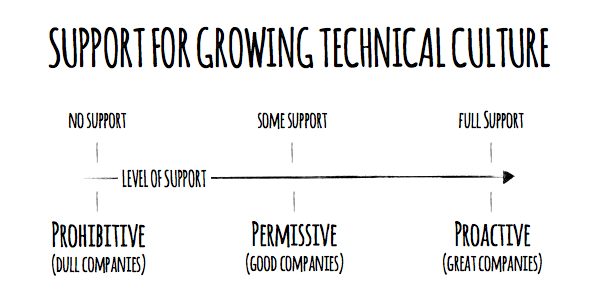 SUPPORT FOR GROWING TECHNICAL CULTURE
NO SUPPORT
SOME SUPPORT
FULL SUPPORT
LEVEL OF SUPPORT
PROHIBITIVE
(DULL COMPANIES)
PERMISSIVE
(GOOD COMPANIES)
PROACTIVE
(GREAT COMPANIES)